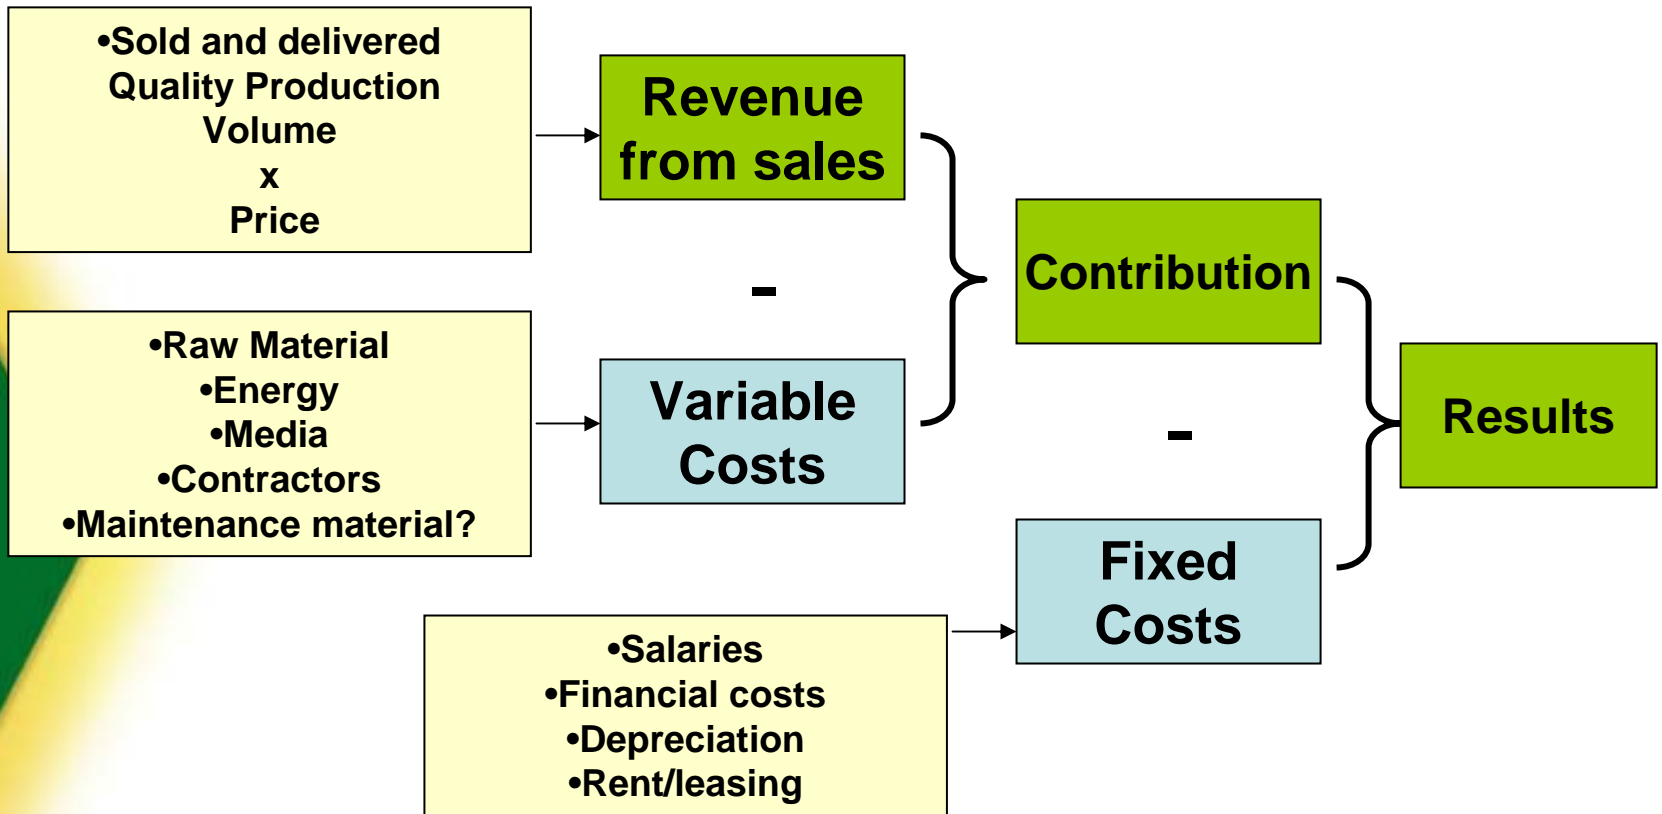 •Sold and delivered
Quality Production
Volume
x
Price
Revenue
from sales
-
•Raw Material
•Energy
•Media
•Contractors
•Maintenance material?
Variable
Costs
Contribution
-
•Salaries
•Financial costs
•Depreciation
•Rent/leasing
Fixed
Costs
Results